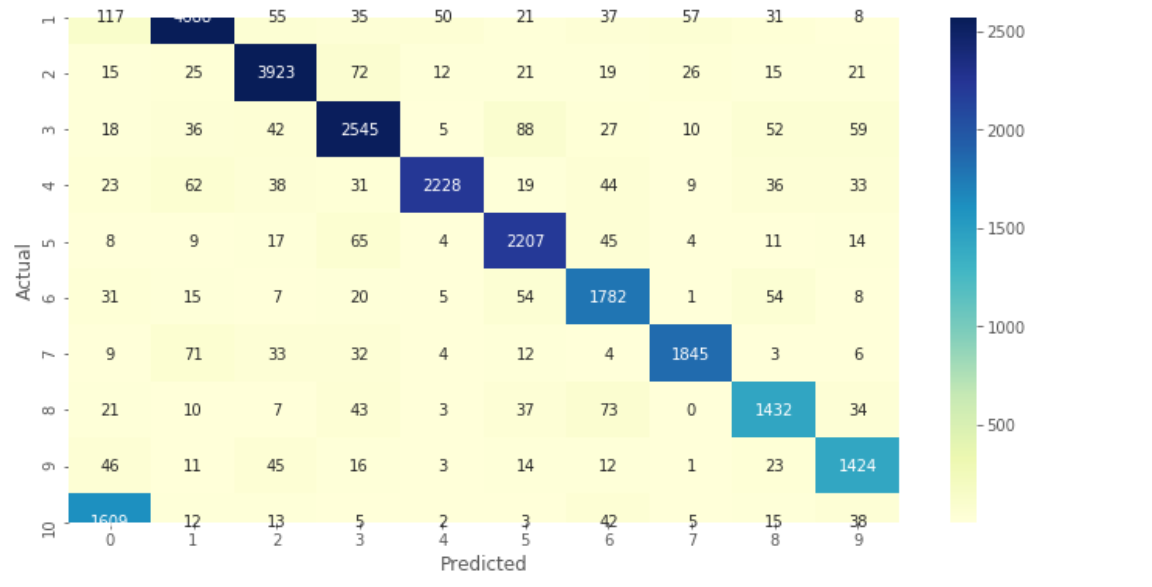 1 117 55 35 50 21 37 57 31 8
2500
2 15 25 3923 72 12 21 19 26 15 21
3 18 36 42 2545 5 88 27 10 52 59
2000
4 23 62 38 31 2228 19 44 9 36 33
1500
5 8 9 17 65 4 2207 45 4 11 14
Actual
6 31 15 7 20 5 54 1782 1 54 8
1000
7 9 71 33 32 4 12 4 1845 3 6
8 21 10 7 43 3 37 73 0 1432 34
500
9 46 11 45 16 3 14 12 1 23 1424
10 1609 12 13 5 2 3 42 5 15 38
0 1 2 3 4 5 6 7 8 9
Predicted